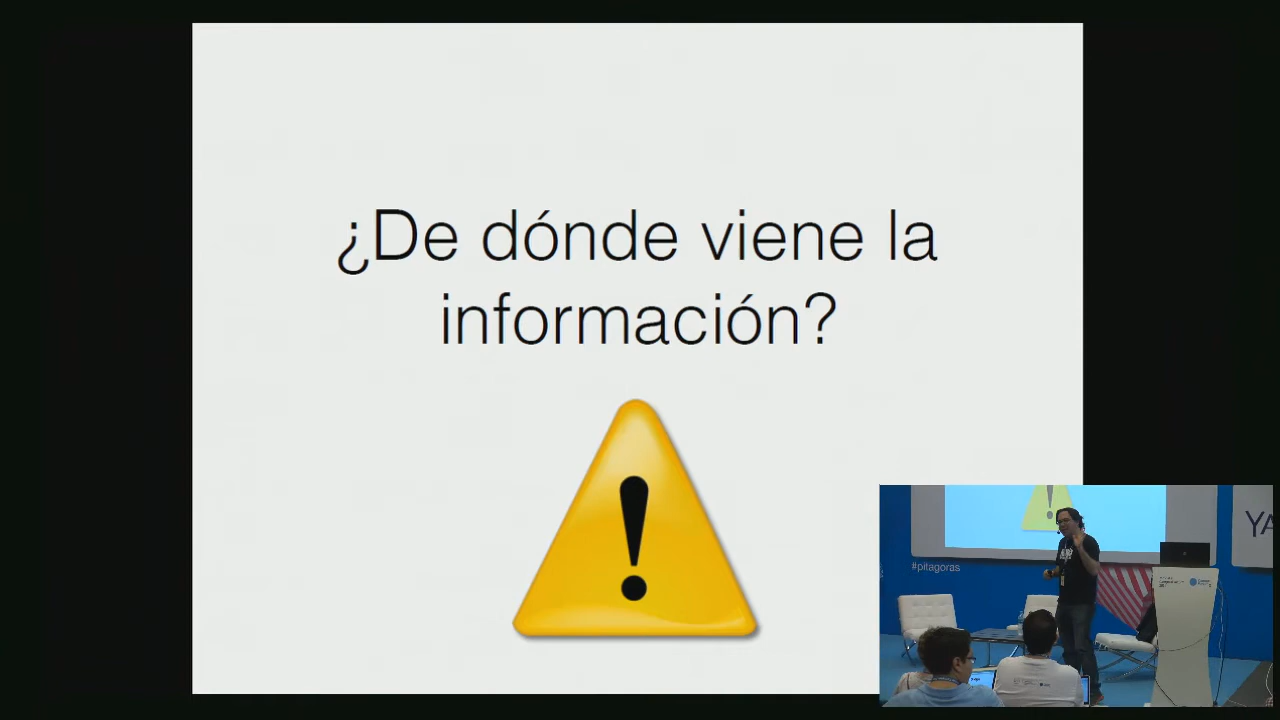 ¿De dónde viene la
información?
#pitagoras
YA